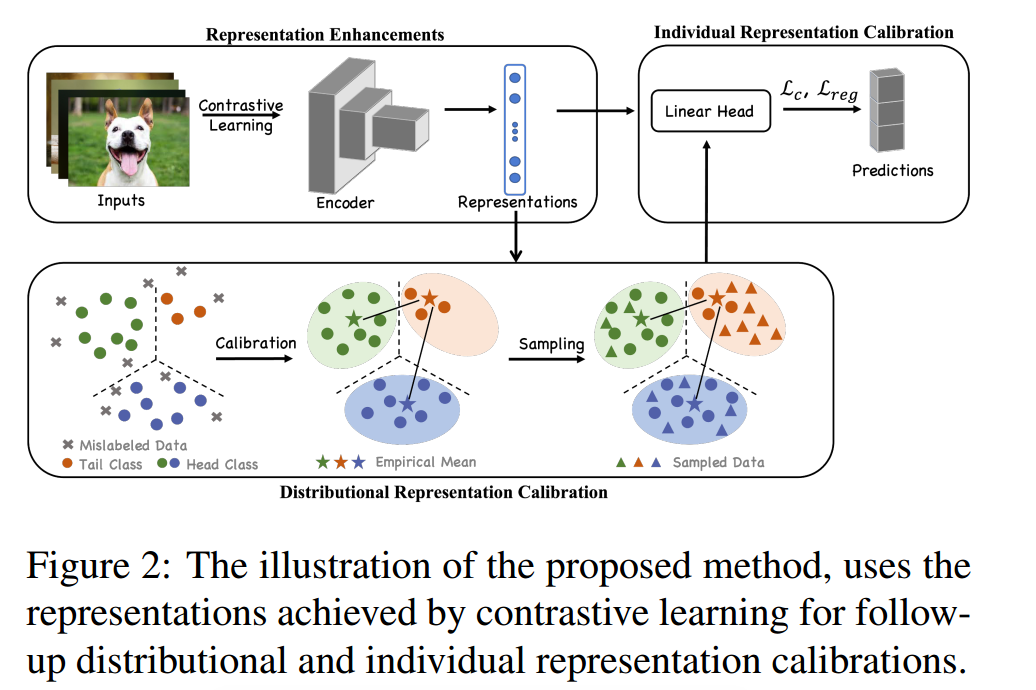 Representation Enhancements
Individual Representation Calibration
Contrastive
Learning
Inputs
Encoder
Representations
Linear Head
ℒc, ℒreg
Predictions
Calibration
Sampling
Mislabeled Data
Tail Class
Head Class
Empirical Mean
Sampled Data
Distributional Representation Calibration
Figure 2: The illustration of the proposed method, uses the
representations achieved by contrastive learning for follow-
up distributional and individual representation calibrations.